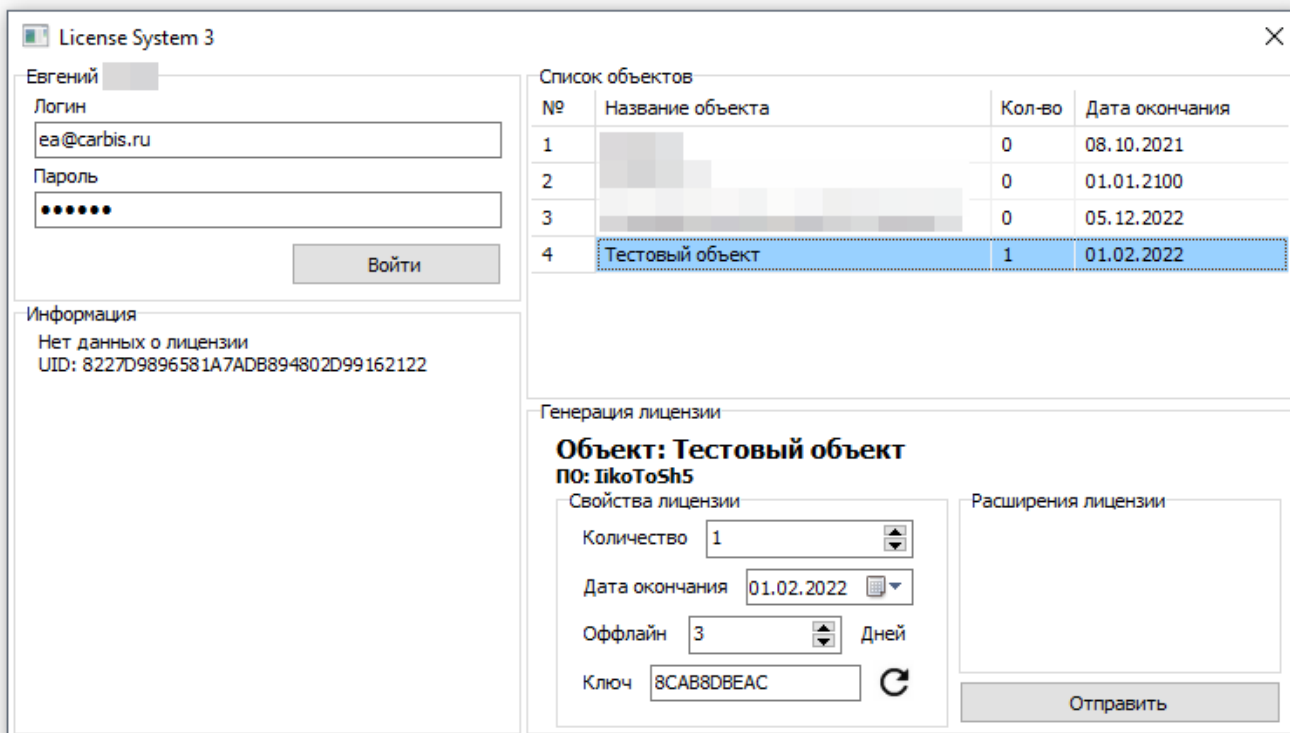 License System 3
Евгений
Логин
ea@carbis.ru
Пароль
••••••
Войти
Информация
Нет данных о лицензии
UID: 8227D9896581A7ADB894802D99162122
Список объектов
№ Название объекта Кол-во Дата окончания
1 0 08.10.2021
2 0 01.01.2100
3 0 05.12.2022
4 Тестовый объект 1 01.02.2022
Генерация лицензии
Объект: Тестовый объект
ПО: IikoToSh5
Свойства лицензии
Количество 1
Дата окончания 01.02.2022
Оффлайн 3 Дней
Ключ 8CAB8DBEAC
Расширения лицензии
Отправить